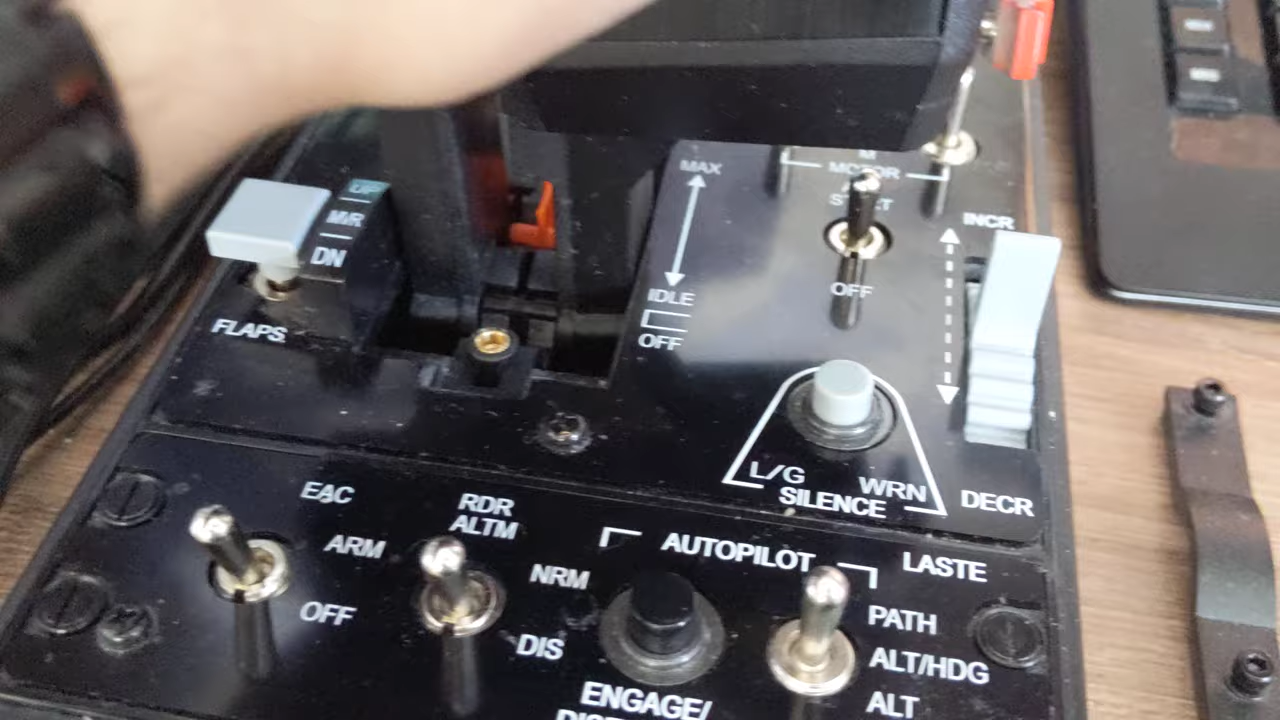 MAX
MOTOR
UP
MVR
DN
INCR
IDLE
OFF
OFF
FLAPS
L/G WRN
SILENCE
DECR
EAC
ARM
OFF
RDR
ALTM
NRM
DIS
AUTOPILOT
LASTE
PATH
ALT/HDG
ALT
ENGAGE/